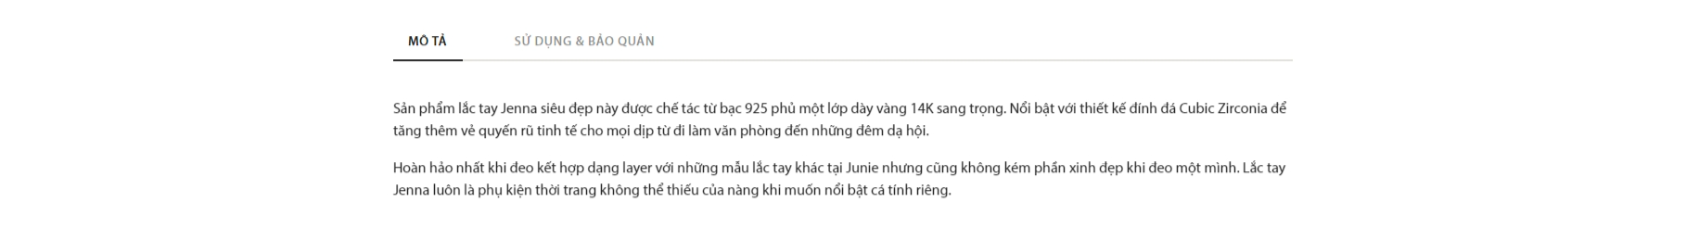 MÔ TẢ
SỬ DỤNG & BẢO QUẢN
Sản phẩm lắc tay Jenna siêu đẹp này được chế tác từ bạc 925 phủ một lớp dày vàng 14K sang trọng. Nổi bật với thiết kế đính đá Cubic Zirconia để
tăng thêm vẻ quyến rũ tinh tế cho mọi dịp từ đi làm văn phòng đến những đêm dạ hội.
Hoàn hảo nhất khi đeo kết hợp dạng layer với những mẫu lắc tay khác tại Junie nhưng cũng không kém phần xinh đẹp khi đeo một mình. Lắc tay
Jenna luôn là phụ kiện thời trang không thể thiếu của nàng khi muốn nổi bật cá tính riêng.